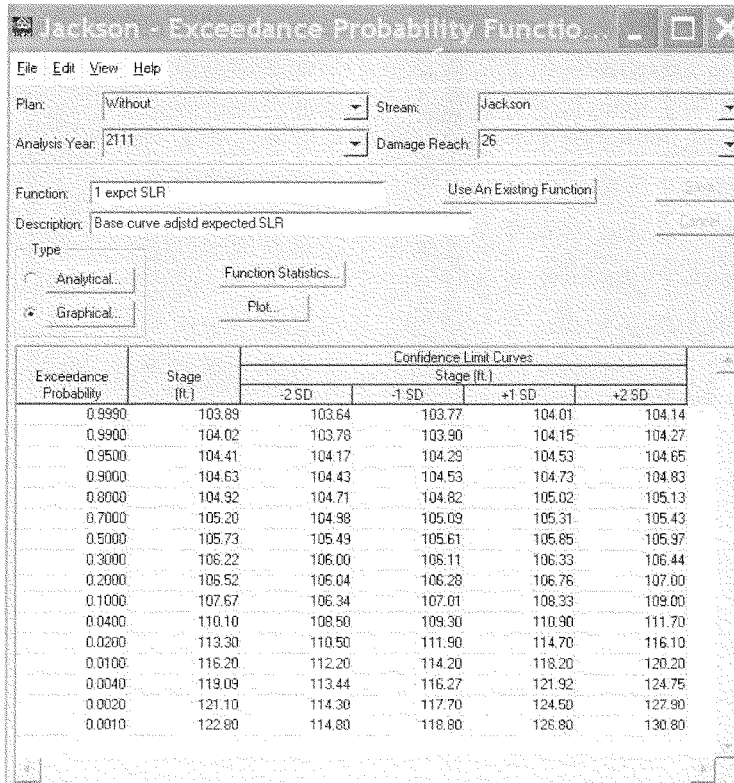 Jackson - Exceedance Probability Functio...
File Edit View Help
Plan: Without Stream: Jackson
Analysis Year: 2111 Damage Reach: 26
Function: 1 expct SLR Use An Existing Function
Description: Base curve adjstd expected SLR
Type
Analytical... Function Statistics...
Graphical... Plot...
Confidence Limit Curves
Exceedance Stage Stage (ft.)
Probability (ft.) -2 SD -1 SD +1 SD +2 SD
0.9990 103.89 103.64 103.77 104.01 104.14
0.9900 104.02 103.78 103.90 104.15 104.27
0.9500 104.41 104.17 104.29 104.53 104.65
0.9000 104.63 104.43 104.53 104.73 104.83
0.8000 104.92 104.71 104.82 105.02 105.13
0.7000 105.20 104.98 105.09 105.31 105.43
0.5000 105.73 105.49 105.61 105.85 105.97
0.3000 106.22 106.00 106.11 106.33 106.44
0.2000 106.52 106.04 106.28 106.76 107.00
0.1000 107.67 106.34 107.01 108.33 109.00
0.0400 110.10 108.50 109.30 110.90 111.70
0.0200 113.30 110.50 111.90 114.70 116.10
0.0100 116.20 112.20 114.20 118.20 120.20
0.0040 119.09 113.44 116.27 121.92 124.75
0.0020 121.10 114.30 117.70 124.50 127.90
0.0010 122.80 114.80 118.80 126.80 130.80